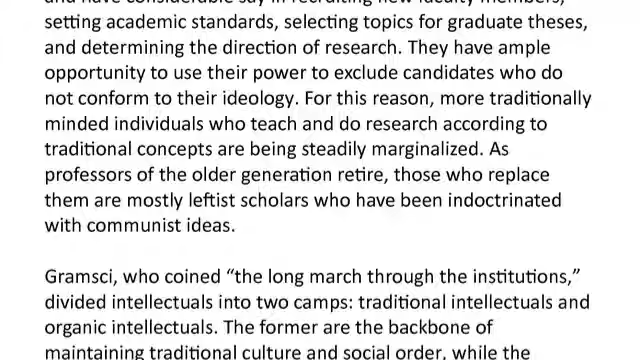 and have considerable say in recruiting new faculty members,
setting academic standards, selecting topics for graduate theses,
and determining the direction of research. They have ample
opportunity to use their power to exclude candidates who do
not conform to their ideology. For this reason, more traditionally
minded individuals who teach and do research according to
traditional concepts are being steadily marginalized. As
professors of the older generation retire, those who replace
them are mostly leftist scholars who have been indoctrinated
with communist ideas.
Gramsci, who coined “the long march through the institutions,”
divided intellectuals into two camps: traditional intellectuals and
organic intellectuals. The former are the backbone of
maintaining traditional culture and social order, while the